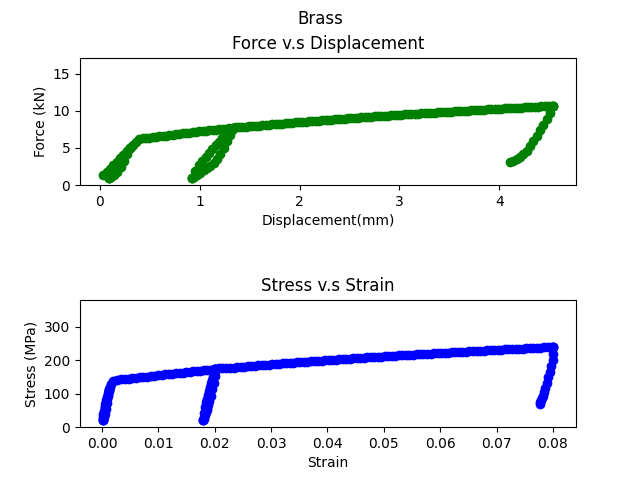 Brass
Force v.s Displacement
15
10
5
0
Force (kN)
0 1 2 3 4
Displacement(mm)
Stress v.s Strain
300
200
100
0
Stress (MPa)
0.00 0.01 0.02 0.03 0.04 0.05 0.06 0.07 0.08
Strain